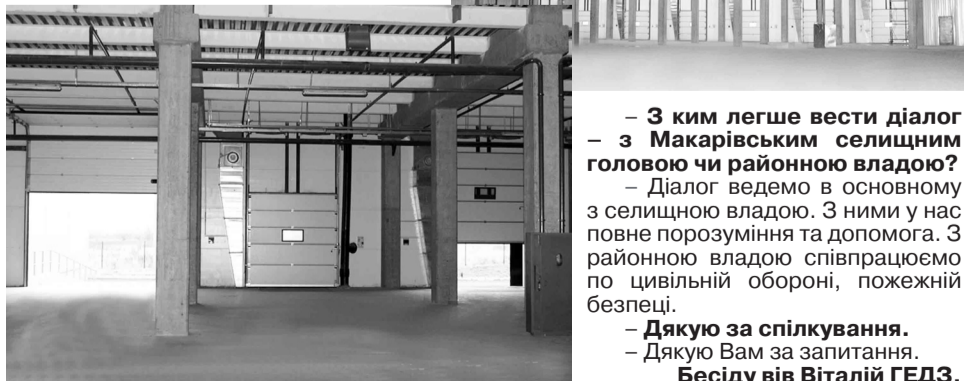 – З ким легше вести діалог
– з Макарівським селищним
головою чи районною владою?
– Діалог ведемо в основному
з селищною владою. З ними у нас
повне порозуміння та допомога. З
районною владою співпрацюємо
по цивільній обороні, пожежній
безпеці.
– Дякую за спілкування.
– Дякую Вам за запитання.
Бесіду вів Віталій ГЕДЗ.